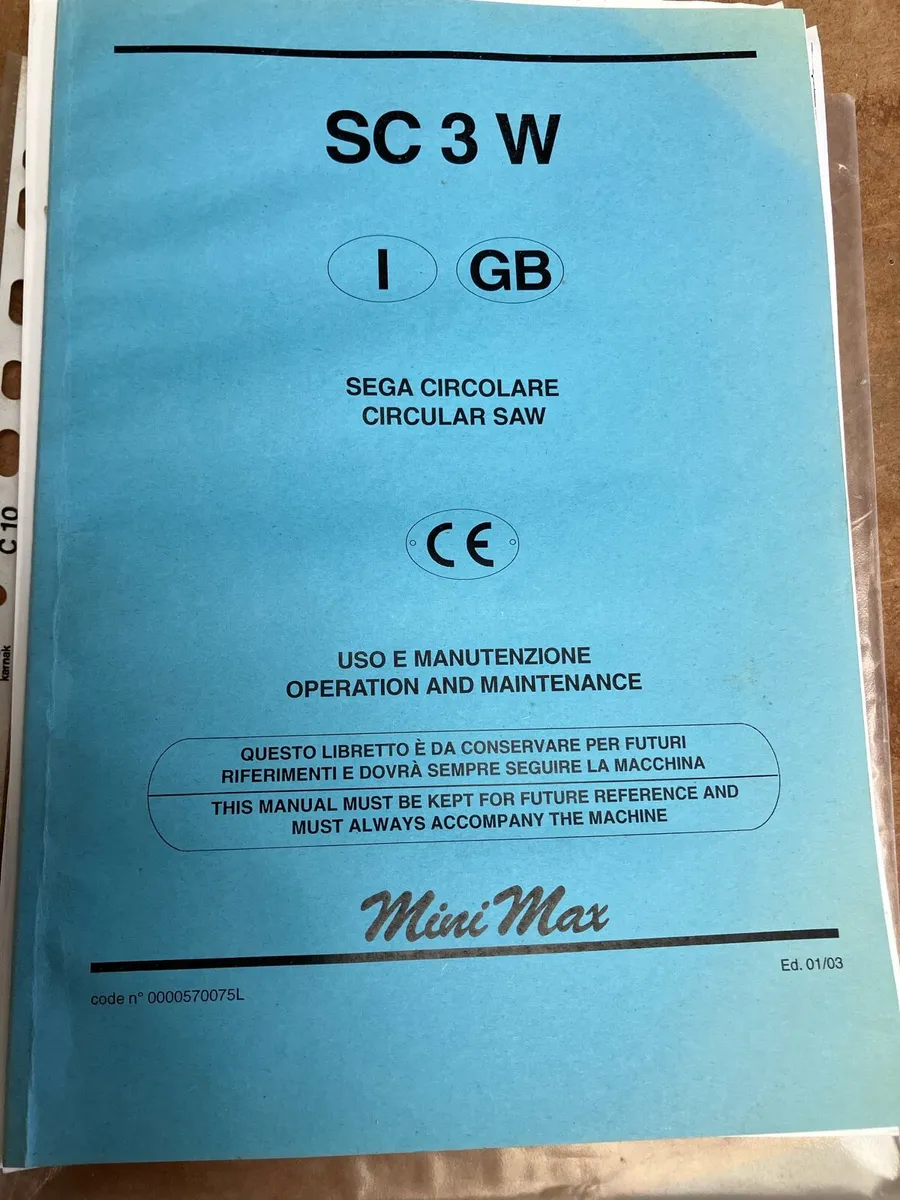 SC 3 W
I GB
SEGA CIRCOLARE
CIRCULAR SAW
CE
USO E MANUTENZIONE
OPERATION AND MAINTENANCE
QUESTO LIBRETTO È DA CONSERVARE PER FUTURI
RIFERIMENTI E DOVRÀ SEMPRE SEGUIRE LA MACCHINA
THIS MANUAL MUST BE KEPT FOR FUTURE REFERENCE AND
MUST ALWAYS ACCOMPANY THE MACHINE
Mini Max
Ed. 01/03
code n° 0000570075L
C 10
karnak